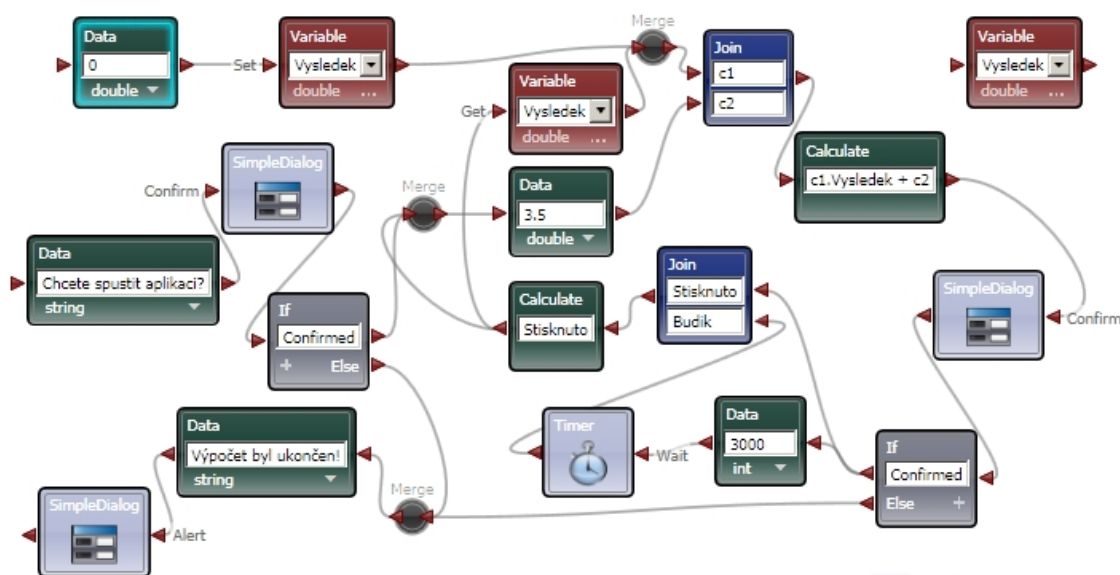 Merge
Data
0
double
Set
Variable
Vysledek
double ...
Join
c1
c2
Variable
Vysledek
double ...
Get
Variable
Vysledek
double ...
Calculate
c1.Vysledek + c2
SimpleDialog
Confirm
Merge
Data
3.5
double
Data
Chcete spustit aplikaci?
string
If
Confirmed
+ Else
Calculate
Stisknuto
Join
Stisknuto
Budik
SimpleDialog
Confirm
Data
Výpočet byl ukončen!
string
Timer
Wait
Data
3000
int
If
Confirmed
Else +
Merge
SimpleDialog
Alert